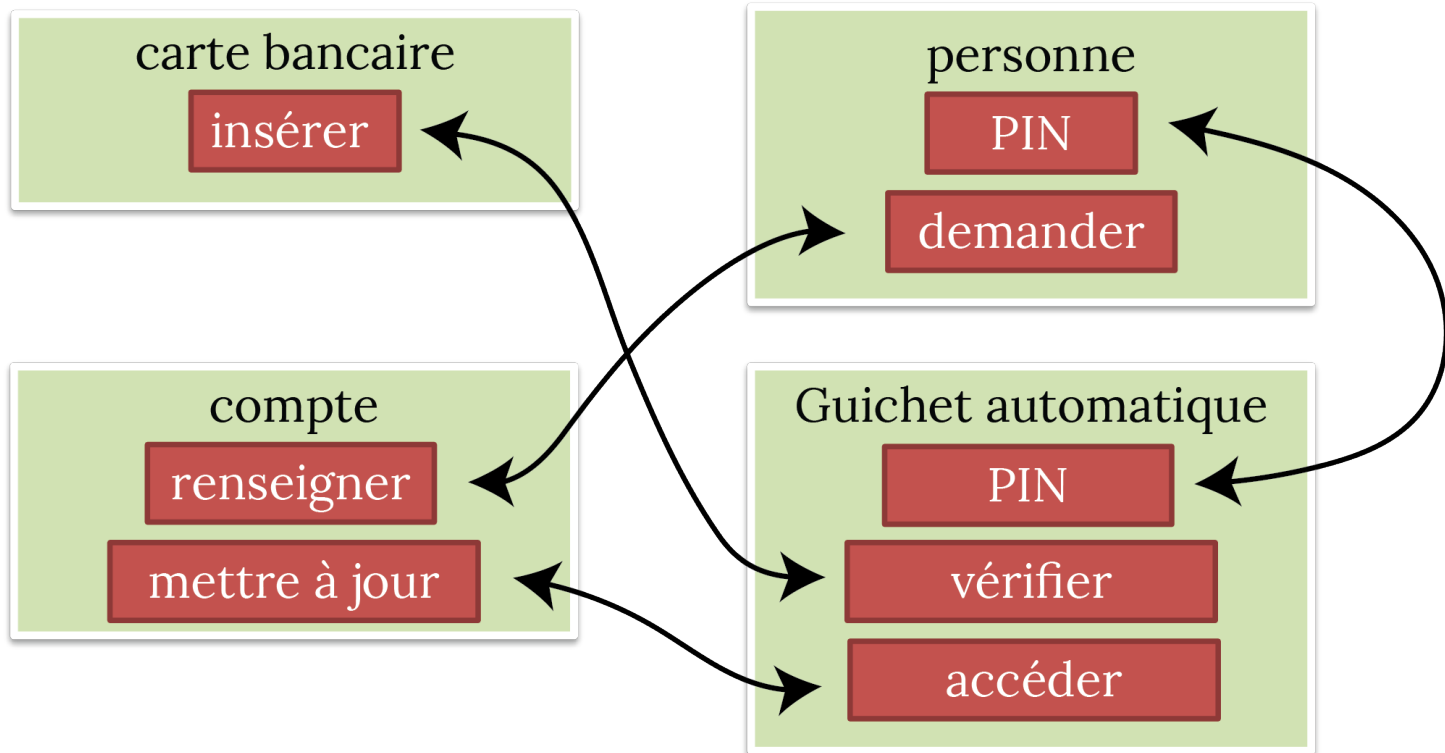 carte bancaire
insérer
personne
PIN
demander
compte
renseigner
mettre à jour
Guichet automatique
PIN
vérifier
accéder